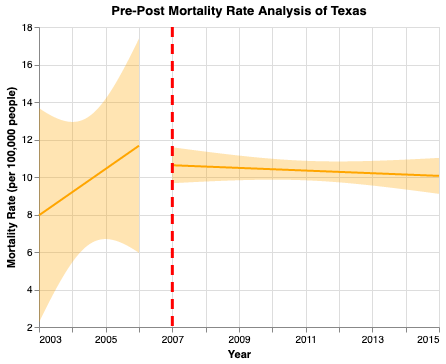 Pre-Post Mortality Rate Analysis of Texas
18
16
14
12
10
8
6
4
2
Mortality Rate (per 100,000 people)
2003 2005 2007 2009 2011 2013 2015
Year